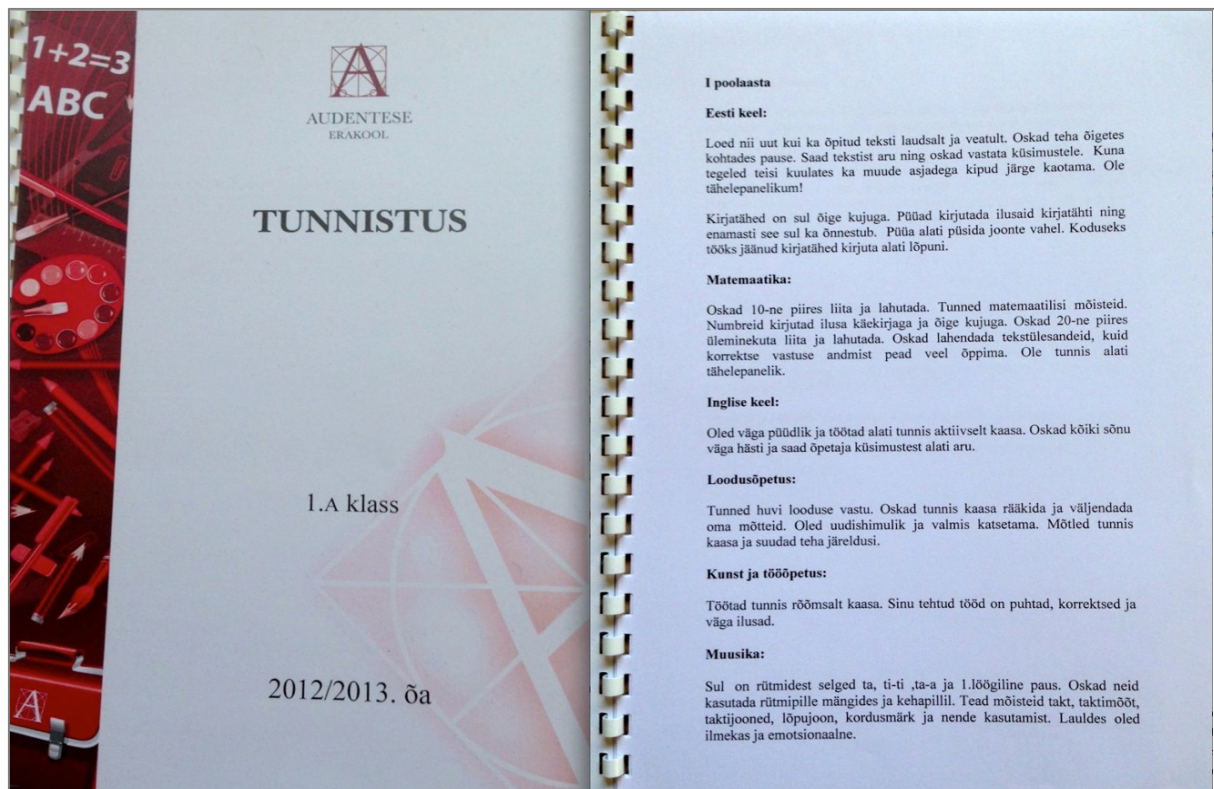 1+2=3
ABC
A
AUDENTESE
ERAKOOL
TUNNISTUS
1.A klass
2012/2013. õa
A
I poolaasta
Eesti keel:
Loed nii uut kui ka õpitud teksti laudsalt ja veatult. Oskad teha õigetes
kohtades pause. Saad tekstist aru ning oskad vastata küsimustele. Kuna
tegeled teisi kuulates ka muude asjadega kipud järge kaotama. Ole
tähelepanelikum!
Kirjatähed on sul õige kujuga. Püüad kirjutada ilusaid kirjatähti ning
enamasti see sul ka õnnestub. Püüa alati püsida joonte vahel. Koduseks
tööks jäänud kirjatähed kirjuta alati lõpuni.
Matemaatika:
Oskad 10-ne piires liita ja lahutada. Tunned matemaatilisi mõisteid.
Numbreid kirjutad ilusa käekirjaga ja õige kujuga. Oskad 20-ne piires
üleminekuta liita ja lahutada. Oskad lahendada tekstülesandeid, kuid
korrektse vastuse andmist pead veel õppima. Ole tunnis alati
tähelepanelik.
Inglise keel:
Oled väga püüdlik ja töötad alati tunnis aktiivselt kaasa. Oskad kõiki sõnu
väga hästi ja saad õpetaja küsimustest alati aru.
Loodusõpetus:
Tunned huvi looduse vastu. Oskad tunnis kaasa rääkida ja väljendada
oma mõtteid. Oled uudishimulik ja valmis katsetama. Mõtled tunnis
kaasa ja suudad teha järeldusi.
Kunst ja tööõpetus:
Töötad tunnis rõõmsalt kaasa. Sinu tehtud tööd on puhtad, korrektsed ja
väga ilusad.
Muusika:
Sul on rütmidest selged ta, ti-ti ,ta-a ja 1.löögiline paus. Oskad neid
kasutada rütmipille mängides ja kehapillil. Tead mõisteid takt, taktimõõt,
taktijooned, lõpujoon, kordusmärk ja nende kasutamist. Lauldes oled
ilmekas ja emotsionaalne.